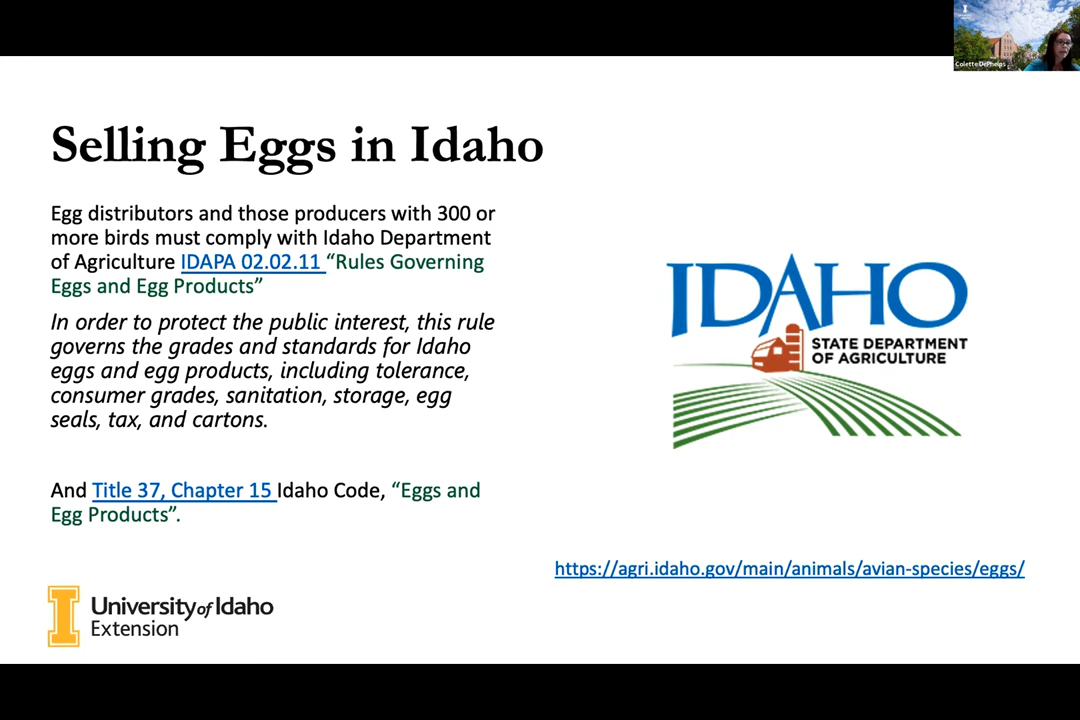 Colette DePhelps
Selling Eggs in Idaho
Egg distributors and those producers with 300 or
more birds must comply with Idaho Department
of Agriculture IDAPA 02.02.11 “Rules Governing
Eggs and Egg Products”
In order to protect the public interest, this rule
governs the grades and standards for Idaho
eggs and egg products, including tolerance,
consumer grades, sanitation, storage, egg
seals, tax, and cartons.
And Title 37, Chapter 15 Idaho Code, “Eggs and
Egg Products”.
IDAHO
STATE DEPARTMENT
OF AGRICULTURE
https://agri.idaho.gov/main/animals/avian-species/eggs/
I
University of Idaho
Extension